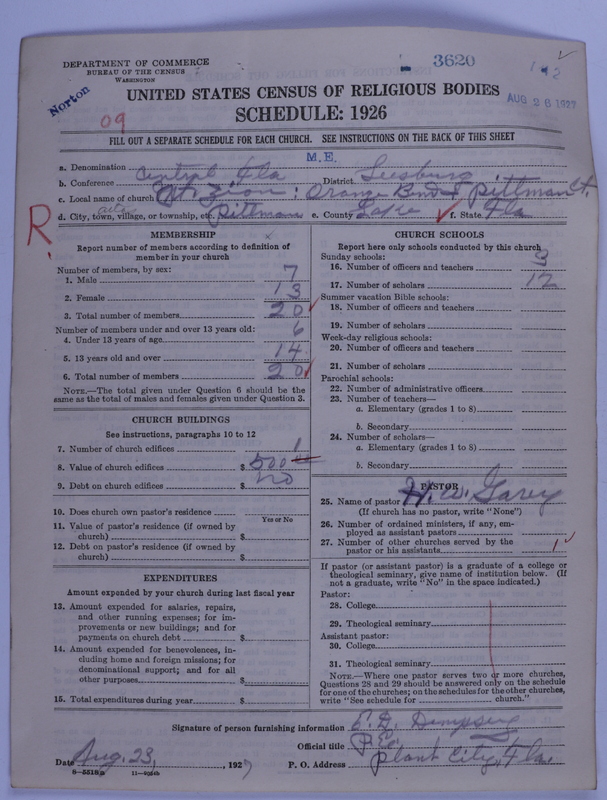 3620
DEPARTMENT OF COMMERCE
BUREAU OF THE CENSUS
WASHINGTON
Norton
UNITED STATES CENSUS OF RELIGIOUS BODIES
AUG 26 1927
SCHEDULE: 1926
09
FILL OUT A SEPARATE SCHEDULE FOR EACH CHURCH. SEE INSTRUCTIONS ON THE BACK OF THIS SHEET
M.E.
a. Denomination
b. Conference Central Fla District Leesburg
c. Local name of church Mt. Zion : Orange Bend & Pittman
d. City, town, village, or township, etc. Pittman e. County Lake f. State Fla
R.
MEMBERSHIP
Report number of members according to definition of
member in your church
Number of members, by sex:
1. Male 7
2. Female 13
3. Total number of members 20
Number of members under and over 13 years old:
4. Under 13 years of age 6
5. 13 years old and over 14
6. Total number of members 20
NOTE.—The total given under Question 6 should be the
same as the total of males and females given under Question 3.
CHURCH BUILDINGS
See instructions, paragraphs 10 to 12
7. Number of church edifices 1
8. Value of church edifices $ 500
9. Debt on church edifices $ no
10. Does church own pastor's residence
Yes or No
11. Value of pastor's residence (if owned by
church) $
12. Debt on pastor's residence (if owned by
church) $
EXPENDITURES
Amount expended by your church during last fiscal year
13. Amount expended for salaries, repairs,
and other running expenses; for im-
provements or new buildings; and for
payments on church debt $
14. Amount expended for benevolences, in-
cluding home and foreign missions; for
denominational support; and for all
other purposes $
15. Total expenditures during year $
CHURCH SCHOOLS
Report here only schools conducted by this church
Sunday schools:
16. Number of officers and teachers 3
17. Number of scholars 12
Summer vacation Bible schools:
18. Number of officers and teachers
19. Number of scholars
Week-day religious schools:
20. Number of officers and teachers
21. Number of scholars
Parochial schools:
22. Number of administrative officers
23. Number of teachers—
a. Elementary (grades 1 to 8)
b. Secondary
24. Number of scholars—
a. Elementary (grades 1 to 8)
b. Secondary
PASTOR
25. Name of pastor H. W. Garey
(If church has no pastor, write "None")
26. Number of ordained ministers, if any, em-
ployed as assistant pastors
27. Number of other churches served by the
pastor or his assistants 1
If pastor (or assistant pastor) is a graduate of a college or
theological seminary, give name of institution below. (If
not a graduate, write "No" in the space indicated.)
Pastor:
28. College
29. Theological seminary
Assistant pastor:
30. College
31. Theological seminary
NOTE.—Where one pastor serves two or more churches,
Questions 28 and 29 should be answered only on the schedule
for one of the churches; on the schedules for the other churches,
write "See schedule for church."
Signature of person furnishing information E. D. Dempsey
Official title
Date Aug. 23, 1927 P. O. Address Plant City, Fla.